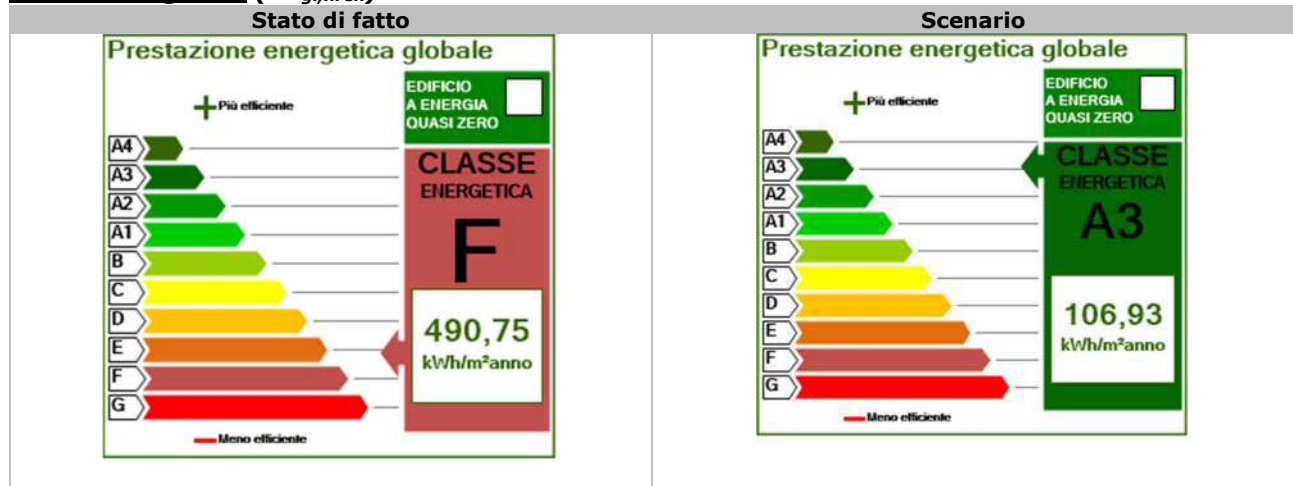 Stato di fatto
Scenario
Prestazione energetica globale
Più efficiente
EDIFICIO
A ENERGIA
QUASI ZERO
A4
A3
A2
A1
B
C
D
E
F
G
CLASSE
ENERGETICA
F
490,75
kWh/m²anno
Meno efficiente
Prestazione energetica globale
Più efficiente
EDIFICIO
A ENERGIA
QUASI ZERO
A4
A3
A2
A1
B
C
D
E
F
G
CLASSE
ENERGETICA
A3
106,93
kWh/m²anno
Meno efficiente